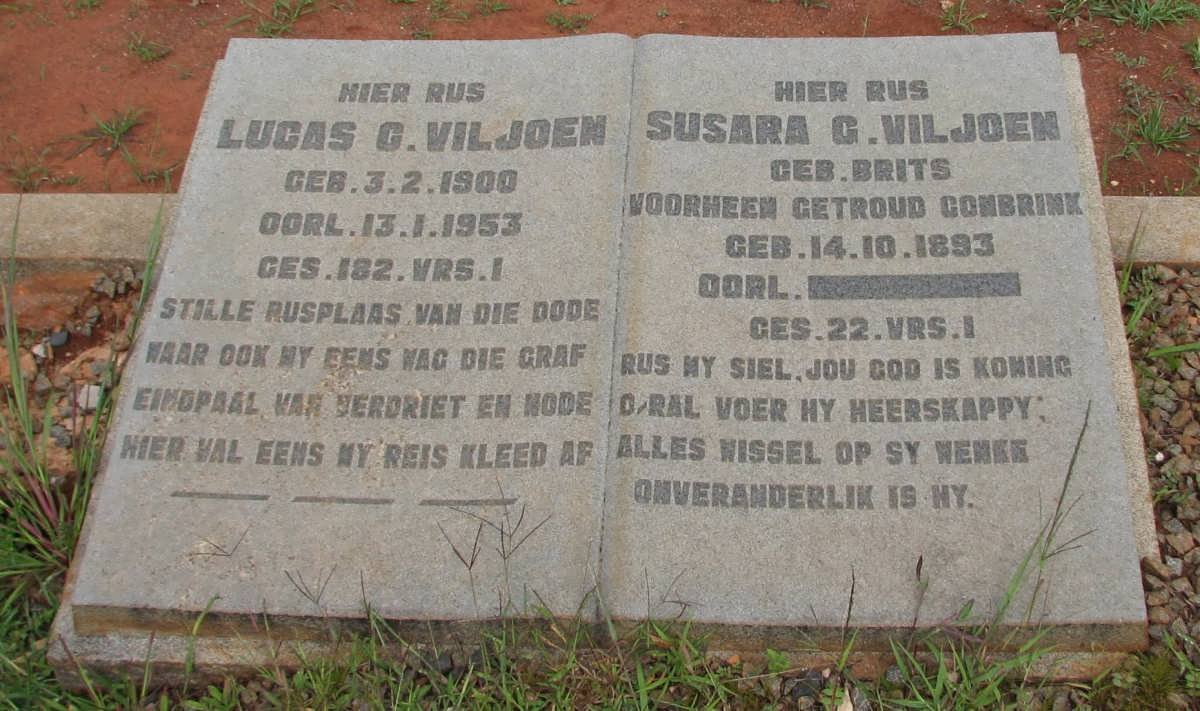 HIER RUS
LUCAS C. VILJOEN
GEB. 3.2.1900
OORL. 13.1.1953
GES. 182. VRS. 1
STILLE RUSPLAAS VAN DIE DODE
WAAR OOK MY EENS WAG DIE GRAF
EINDPAAL VAN VERDRIET EN NODE
HIER VAL EENS MY REIS KLEED AF
HIER RUS
SUSARA G. VILJOEN
GEB. BRITS
VOORHEEN GETROUD GONBRINK
GEB. 14.10.1893
OORL.
GES. 22. VRS. 1
RUS MY SIEL, JOU GOD IS KONING
O'RAL VOER HY HEERSKAPPY;
ALLES WISSEL OP SY WENKE
ONVERANDERLIK IS HY.